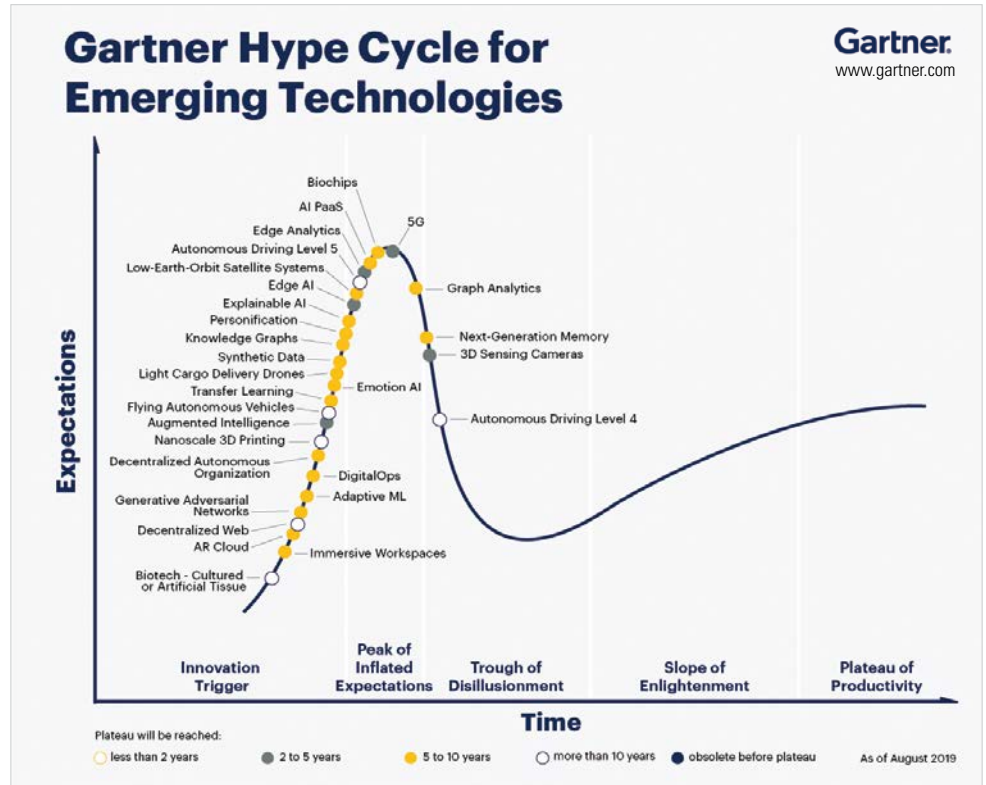 Gartner Hype Cycle for
Emerging Technologies
Gartner.
www.gartner.com
Expectations
Biochips
AI PaaS
Edge Analytics
Autonomous Driving Level 5
Low-Earth-Orbit Satellite Systems
Edge AI
Explainable AI
Personification
Knowledge Graphs
Synthetic Data
Light Cargo Delivery Drones
Transfer Learning
Flying Autonomous Vehicles
Augmented Intelligence
Nanoscale 3D Printing
Decentralized Autonomous
Organization
Generative Adversarial
Networks
Decentralized Web
AR Cloud
Biotech - Cultured
or Artificial Tissue
Emotion AI
DigitalOps
Adaptive ML
Immersive Workspaces
5G
Graph Analytics
Next-Generation Memory
3D Sensing Cameras
Autonomous Driving Level 4
Innovation
Trigger
Peak of
Inflated
Expectations
Trough of
Disillusionment
Slope of
Enlightenment
Plateau of
Productivity
Time
Plateau will be reached:
less than 2 years
2 to 5 years
5 to 10 years
more than 10 years
obsolete before plateau
As of August 2019